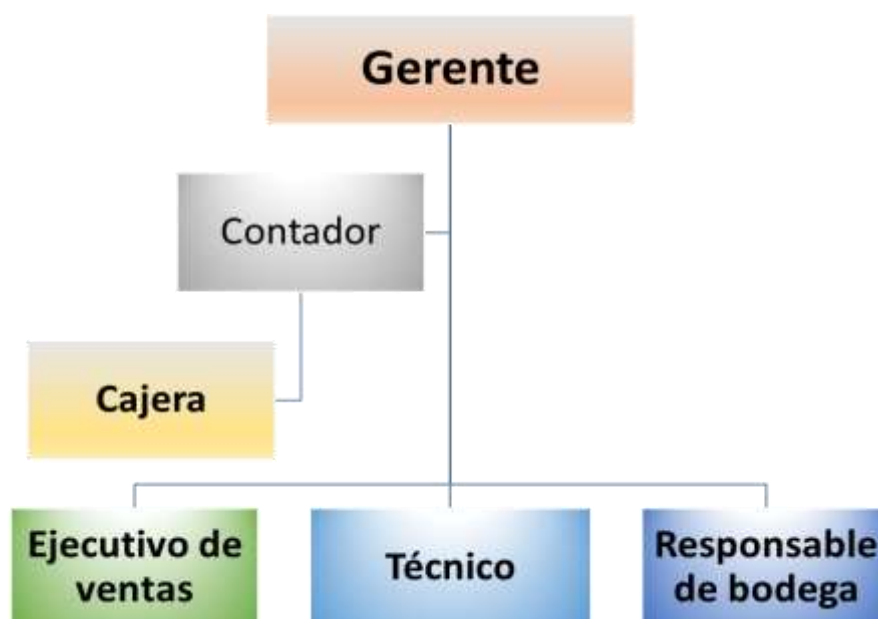 Gerente
Contador
Cajera
Ejecutivo de
ventas
Técnico
Responsable
de bodega